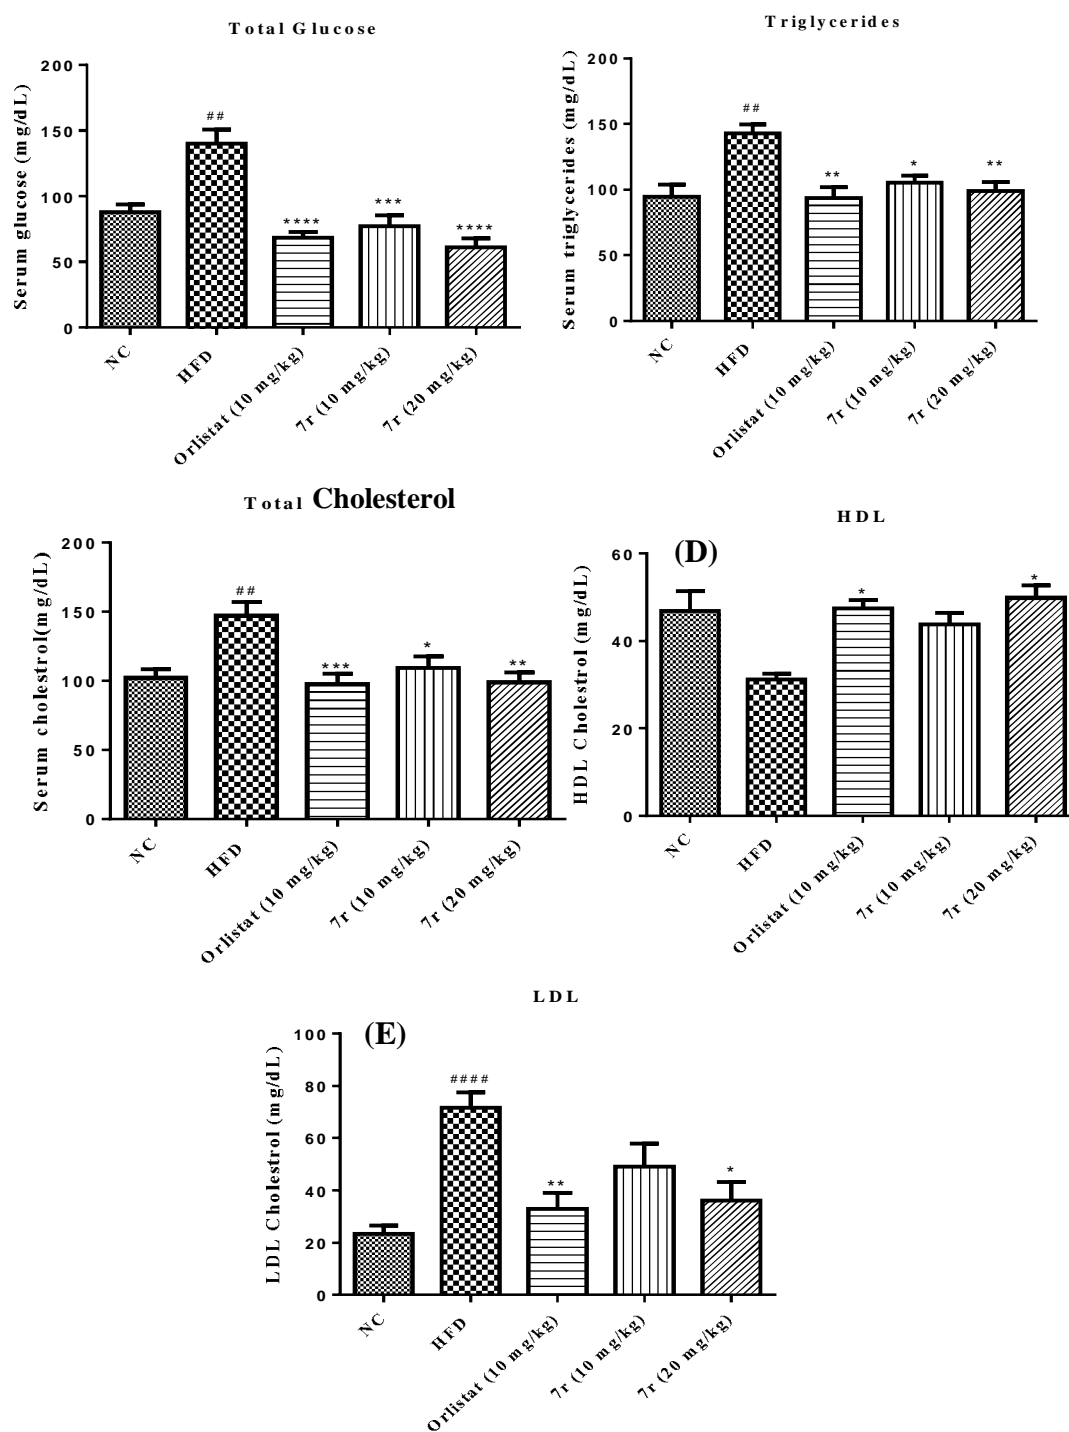 Total Glucose
Serum glucose (mg/dL)
200
150
100
50
0
##
****
***
****
NC
HFD
Orlistat (10 mg/kg)
7r (10 mg/kg)
7r (20 mg/kg)
Triglycerides
Serum triglycerides (mg/dL)
200
150
100
50
0
##
**
*
**
NC
HFD
Orlistat (10 mg/kg)
7r (10 mg/kg)
7r (20 mg/kg)
Total Cholesterol
Serum cholestrol(mg/dL)
200
150
100
50
0
##
***
*
**
NC
HFD
Orlistat (10 mg/kg)
7r (10 mg/kg)
7r (20 mg/kg)
HDL
(D)
HDL Cholestrol (mg/dL)
60
40
20
0
*
*
NC
HFD
Orlistat (10 mg/kg)
7r (10 mg/kg)
7r (20 mg/kg)
LDL
(E)
LDL Cholestrol (mg/dL)
100
80
60
40
20
0
####
**
*
NC
HFD
Orlistat (10 mg/kg)
7r (10 mg/kg)
7r (20 mg/kg)